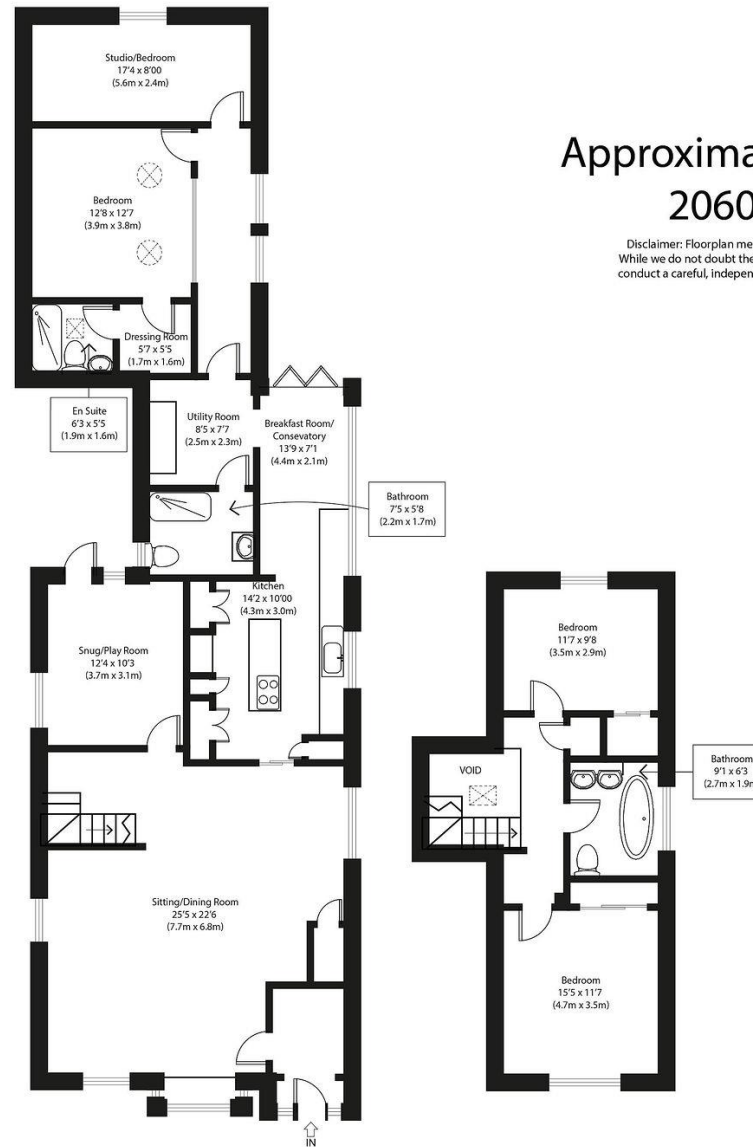 Studio/Bedroom
17'4 x 8'00
(5.6m x 2.4m)
Bedroom
12'8 x 12'7
(3.9m x 3.8m)
Dressing Room
5'7 x 5'5
(1.7m x 1.6m)
En Suite
6'3 x 5'5
(1.9m x 1.6m)
Utility Room
8'5 x 7'7
(2.5m x 2.3m)
Breakfast Room/
Consevatory
13'9 x 7'1
(4.4m x 2.1m)
Bathroom
7'5 x 5'8
(2.2m x 1.7m)
Kitchen
14'2 x 10'00
(4.3m x 3.0m)
Snug/Play Room
12'4 x 10'3
(3.7m x 3.1m)
Sitting/Dining Room
25'5 x 22'6
(7.7m x 6.8m)
IN
Approxima
2060
Disclaimer: Floorplan me
While we do not doubt the
conduct a careful, indepen
Bedroom
11'7 x 9'8
(3.5m x 2.9m)
VOID
Bathroom
9'1 x 6'3
(2.7m x 1.9m
Bedroom
15'5 x 11'7
(4.7m x 3.5m)